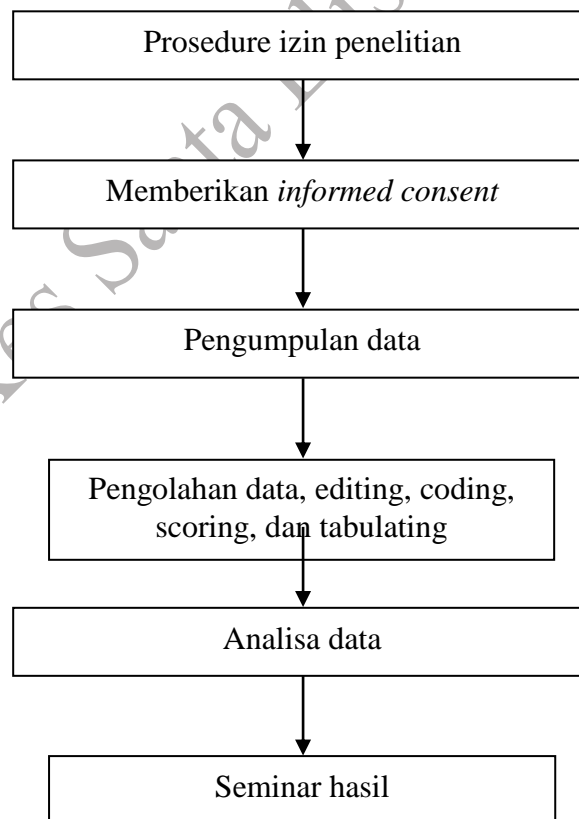 Prosedure izin penelitian
Memberikan informed consent
Pengumpulan data
Pengolahan data, editing, coding,
scoring, dan tabulating
Analisa data
Seminar hasil